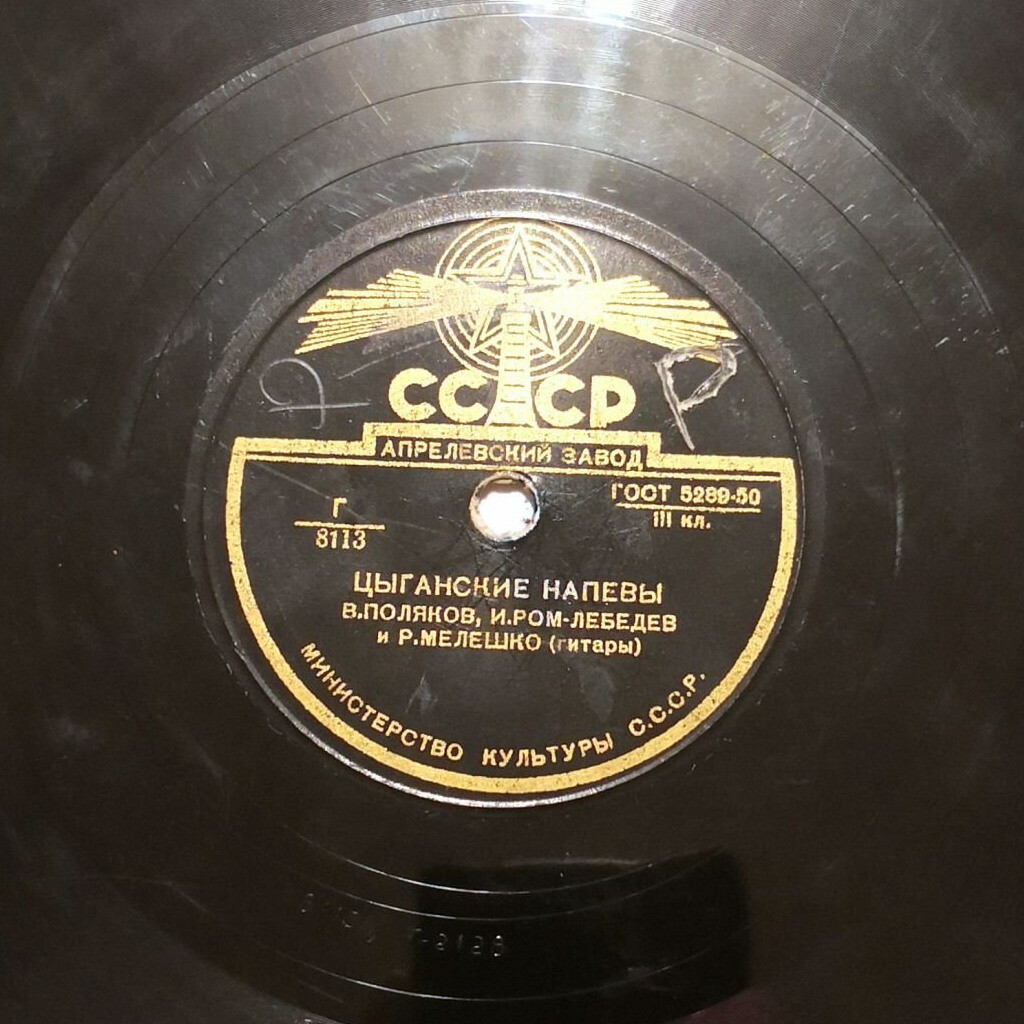 СССР
Р
АПРЕЛЕВСКИЙ ЗАВОД
Г
8113
ГОСТ 5289-50
III кл.
ЦЫГАНСКИЕ НАПЕВЫ
В.ПОЛЯКОВ, И.РОМ-ЛЕБЕДЕВ
и Р.МЕЛЕШКО (гитары)
МИНИСТЕРСТВО КУЛЬТУРЫ С.С.С.Р.